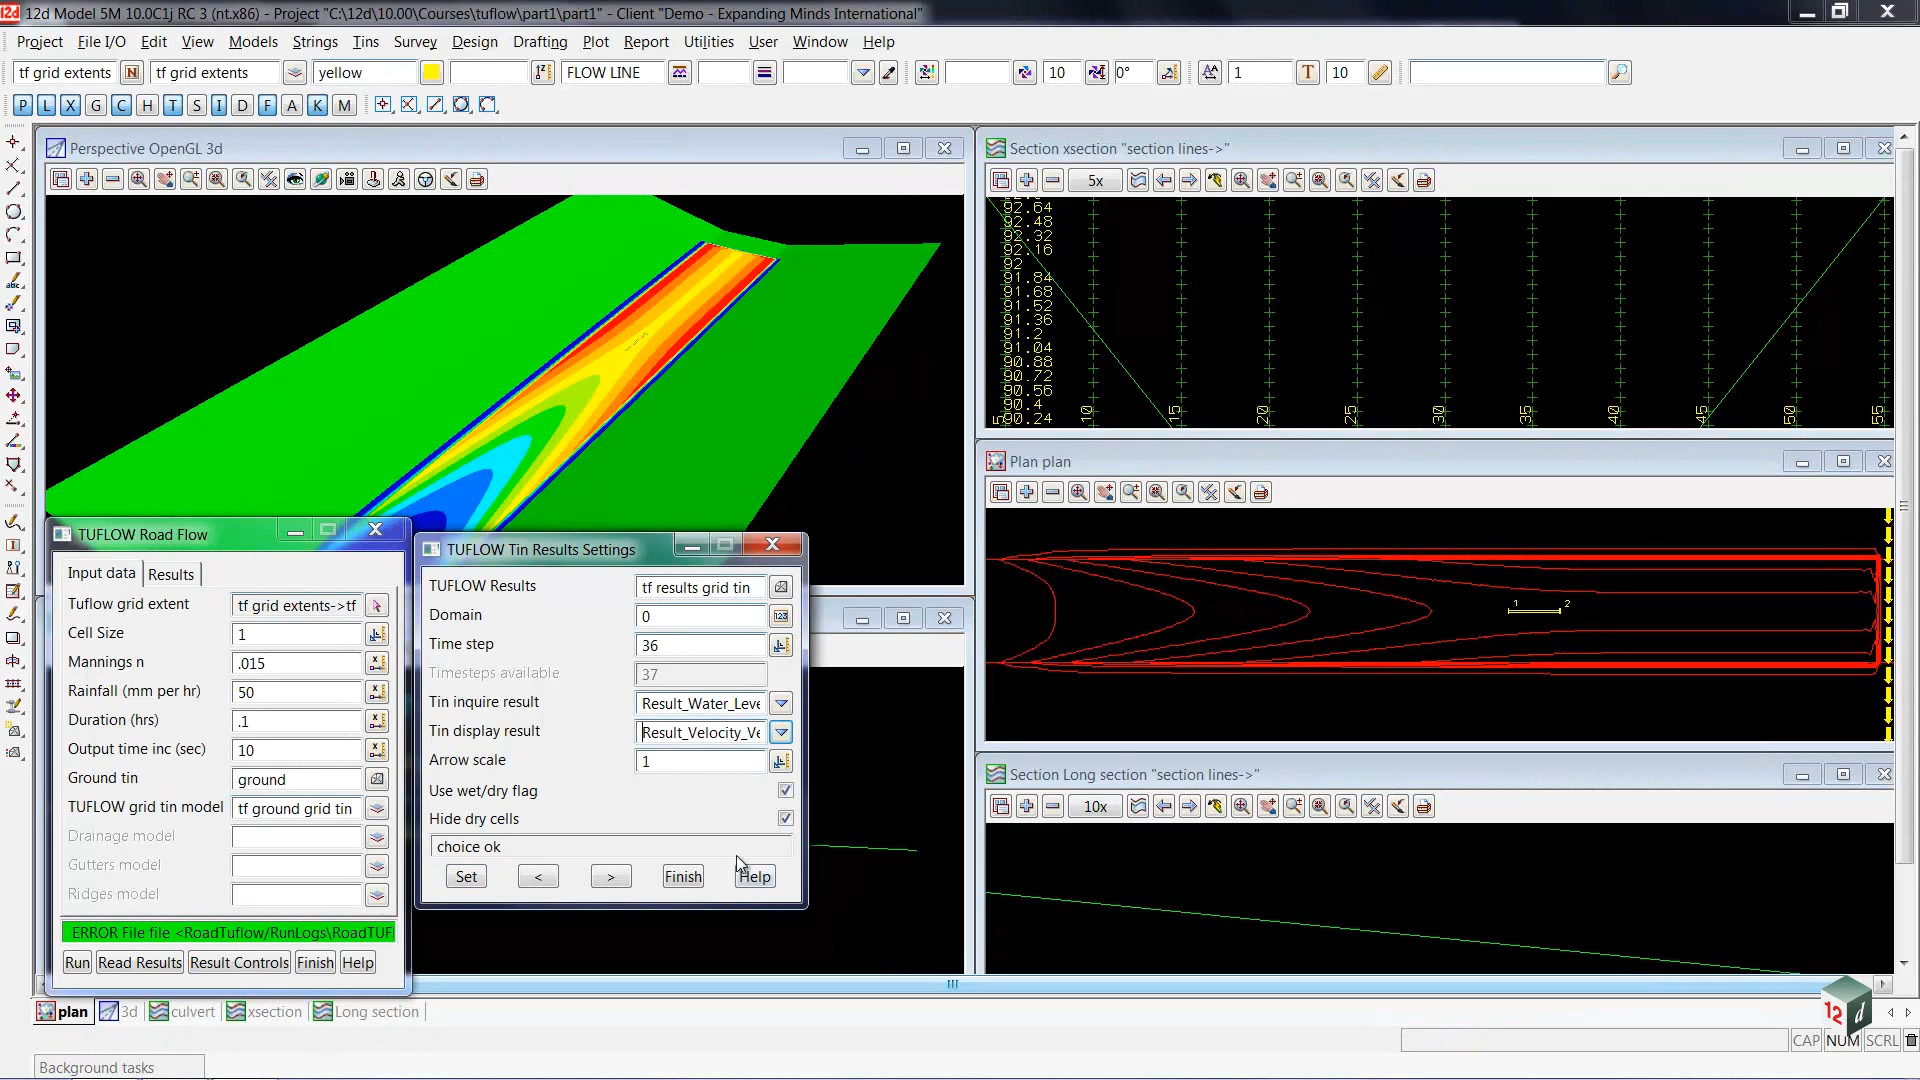 12d Model 5M 10.0C1j RC 3 (nt.x86) - Project "C:\12d\10.00\Courses\tuflow\part1\part1" - Client "Demo - Expanding Minds International"
Project File I/O Edit View Models Strings Tins Survey Design Drafting Plot Report Utilities User Window Help
tf grid extents N tf grid extents yellow FLOW LINE 10 0° 1 T 10
P L X G C H T S I D F A K M
Perspective OpenGL 3d
Section xsection "section lines->"
5x
92.64
92.48
92.32
92.16
92
91.84
91.68
91.52
91.36
91.2
91.04
90.88
90.72
90.56
90.4
90.24
5 10 15 20 25 30 35 40 45 50 55
Plan plan
1 2
Section Long section "section lines->"
10x
TUFLOW Road Flow
Input data Results
Tuflow grid extent tf grid extents->tf
Cell Size 1
Mannings n .015
Rainfall (mm per hr) 50
Duration (hrs) .1
Output time inc (sec) 10
Ground tin ground
TUFLOW grid tin model tf ground grid tin
Drainage model
Gutters model
Ridges model
ERROR File file <RoadTuflow/RunLogs\RoadTUF
Run Read Results Result Controls Finish Help
TUFLOW Tin Results Settings
TUFLOW Results tf results grid tin
Domain 0
Time step 36
Timesteps available 37
Tin inquire result Result_Water_Leve
Tin display result Result_Velocity_Ve
Arrow scale 1
Use wet/dry flag
Hide dry cells
choice ok
Set < > Finish Help
plan 3d culvert xsection Long section
12 d
CAP NUM SCRL
Background tasks